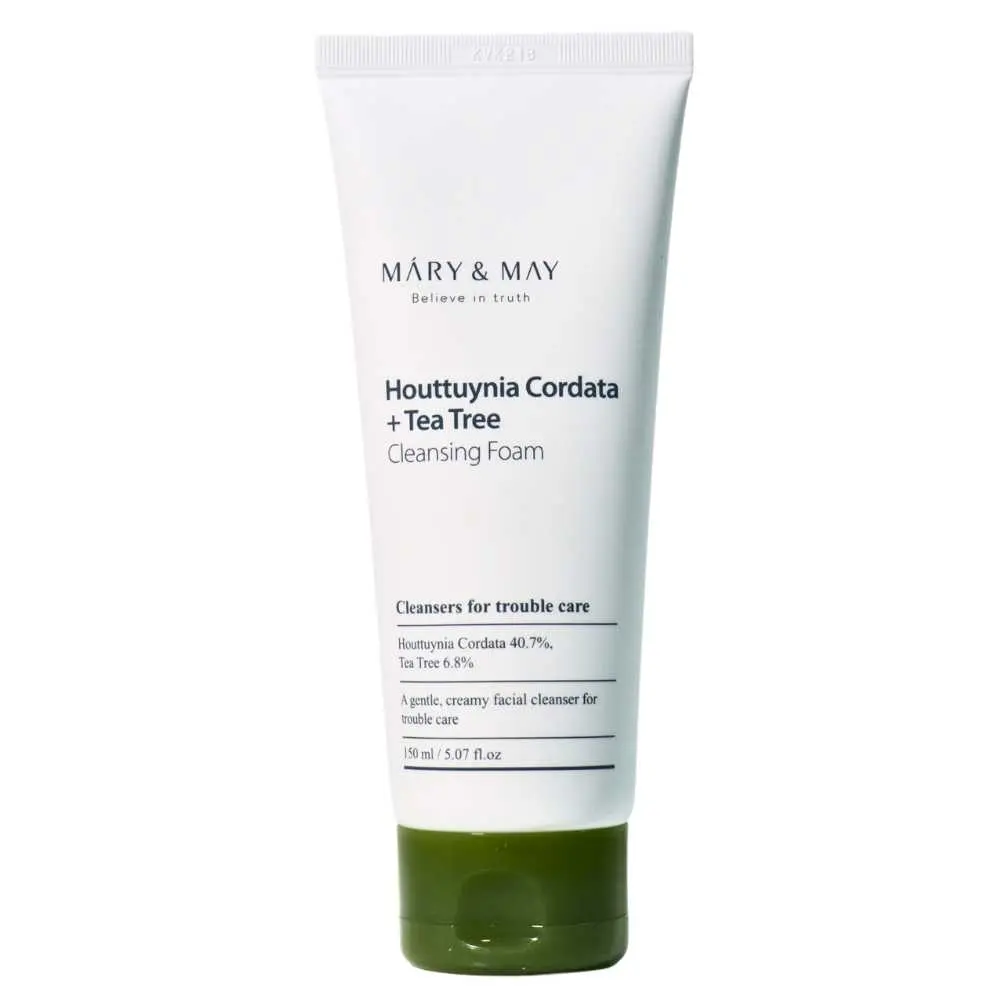 MÁRY & MAY
Believe in truth
Houttuynia Cordata
+ Tea Tree
Cleansing Foam
Cleansers for trouble care
Houttuynia Cordata 40.7%,
Tea Tree 6.8%
A gentle, creamy facial cleanser for
trouble care
150 ml / 5.07 fl.oz